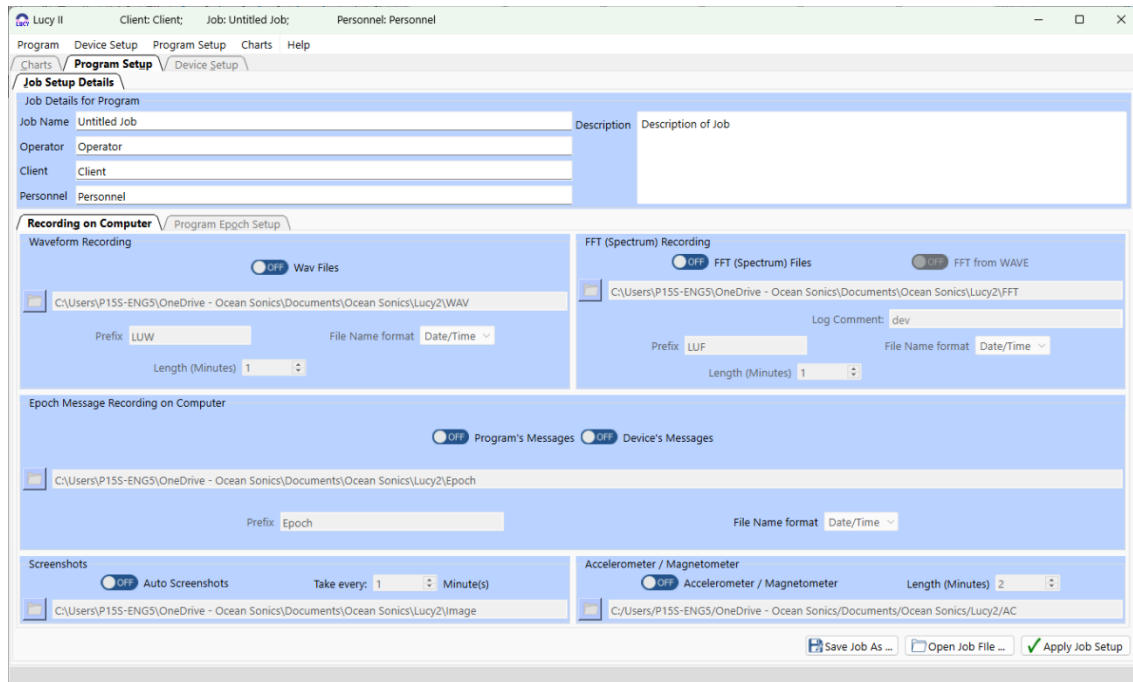 LUCY Lucy II Client: Client; Job: Untitled Job; Personnel: Personnel
Program Device Setup Program Setup Charts Help
Charts Program Setup Device Setup
Job Setup Details
Job Details for Program
Job Name Untitled Job
Description Description of Job
Operator Operator
Client Client
Personnel Personnel
Recording on Computer Program Epoch Setup
Waveform Recording
OFF Wav Files
C:\Users\P15S-ENG5\OneDrive - Ocean Sonics\Documents\Ocean Sonics\Lucy2\WAV
Prefix LUW File Name format Date/Time
Length (Minutes) 1
FFT (Spectrum) Recording
OFF FFT (Spectrum) Files OFF FFT from WAVE
C:\Users\P15S-ENG5\OneDrive - Ocean Sonics\Documents\Ocean Sonics\Lucy2\FFT
Log Comment: dev
Prefix LUF File Name format Date/Time
Length (Minutes) 1
Epoch Message Recording on Computer
OFF Program's Messages OFF Device's Messages
C:\Users\P15S-ENG5\OneDrive - Ocean Sonics\Documents\Ocean Sonics\Lucy2\Epoch
Prefix Epoch File Name format Date/Time
Screenshots
OFF Auto Screenshots Take every: 1 Minute(s)
C:\Users\P15S-ENG5\OneDrive - Ocean Sonics\Documents\Ocean Sonics\Lucy2\Image
Accelerometer / Magnetometer
OFF Accelerometer / Magnetometer Length (Minutes) 2
C:/Users/P15S-ENG5/OneDrive - Ocean Sonics/Documents/Ocean Sonics/Lucy2/AC
Save Job As ... Open Job FIle ... Apply Job Setup